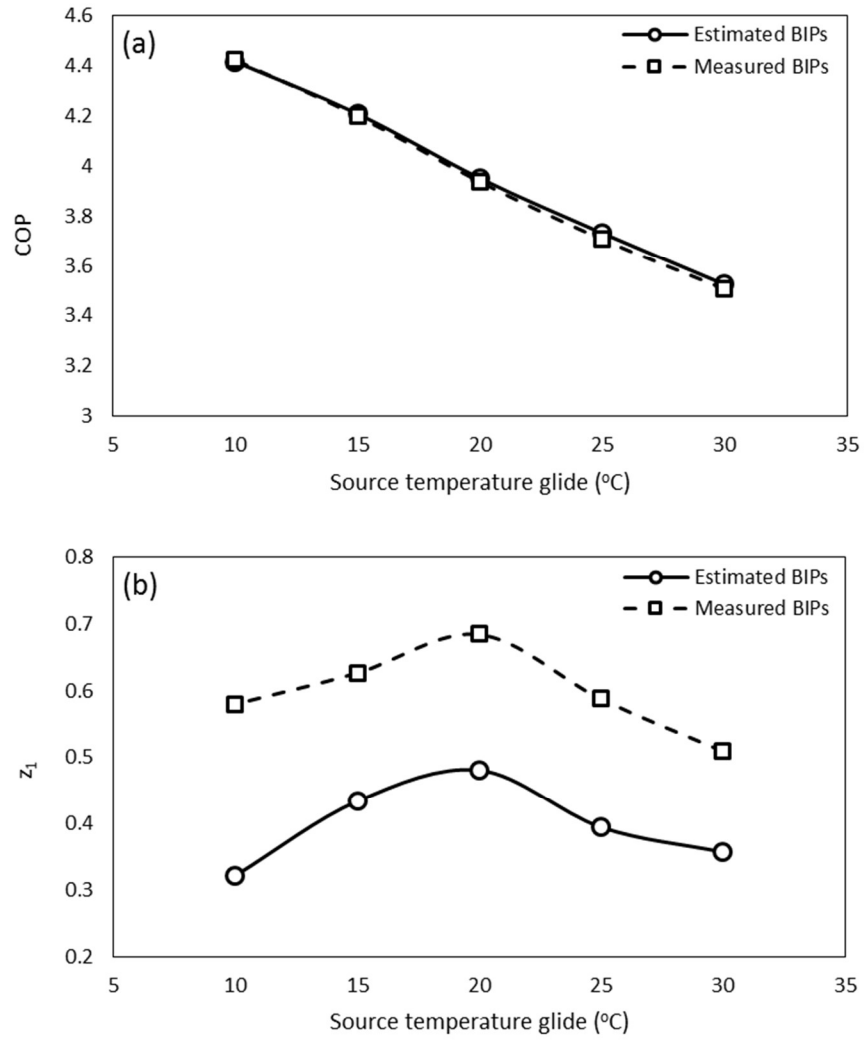 (a)
Estimated BIPs
Measured BIPs
4.6
4.4
4.2
4
3.8
3.6
3.4
3.2
3
COP
5 10 15 20 25 30 35
Source temperature glide (ºC)
(b)
Estimated BIPs
Measured BIPs
0.8
0.7
0.6
0.5
0.4
0.3
0.2
z₁
5 10 15 20 25 30 35
Source temperature glide (ºC)